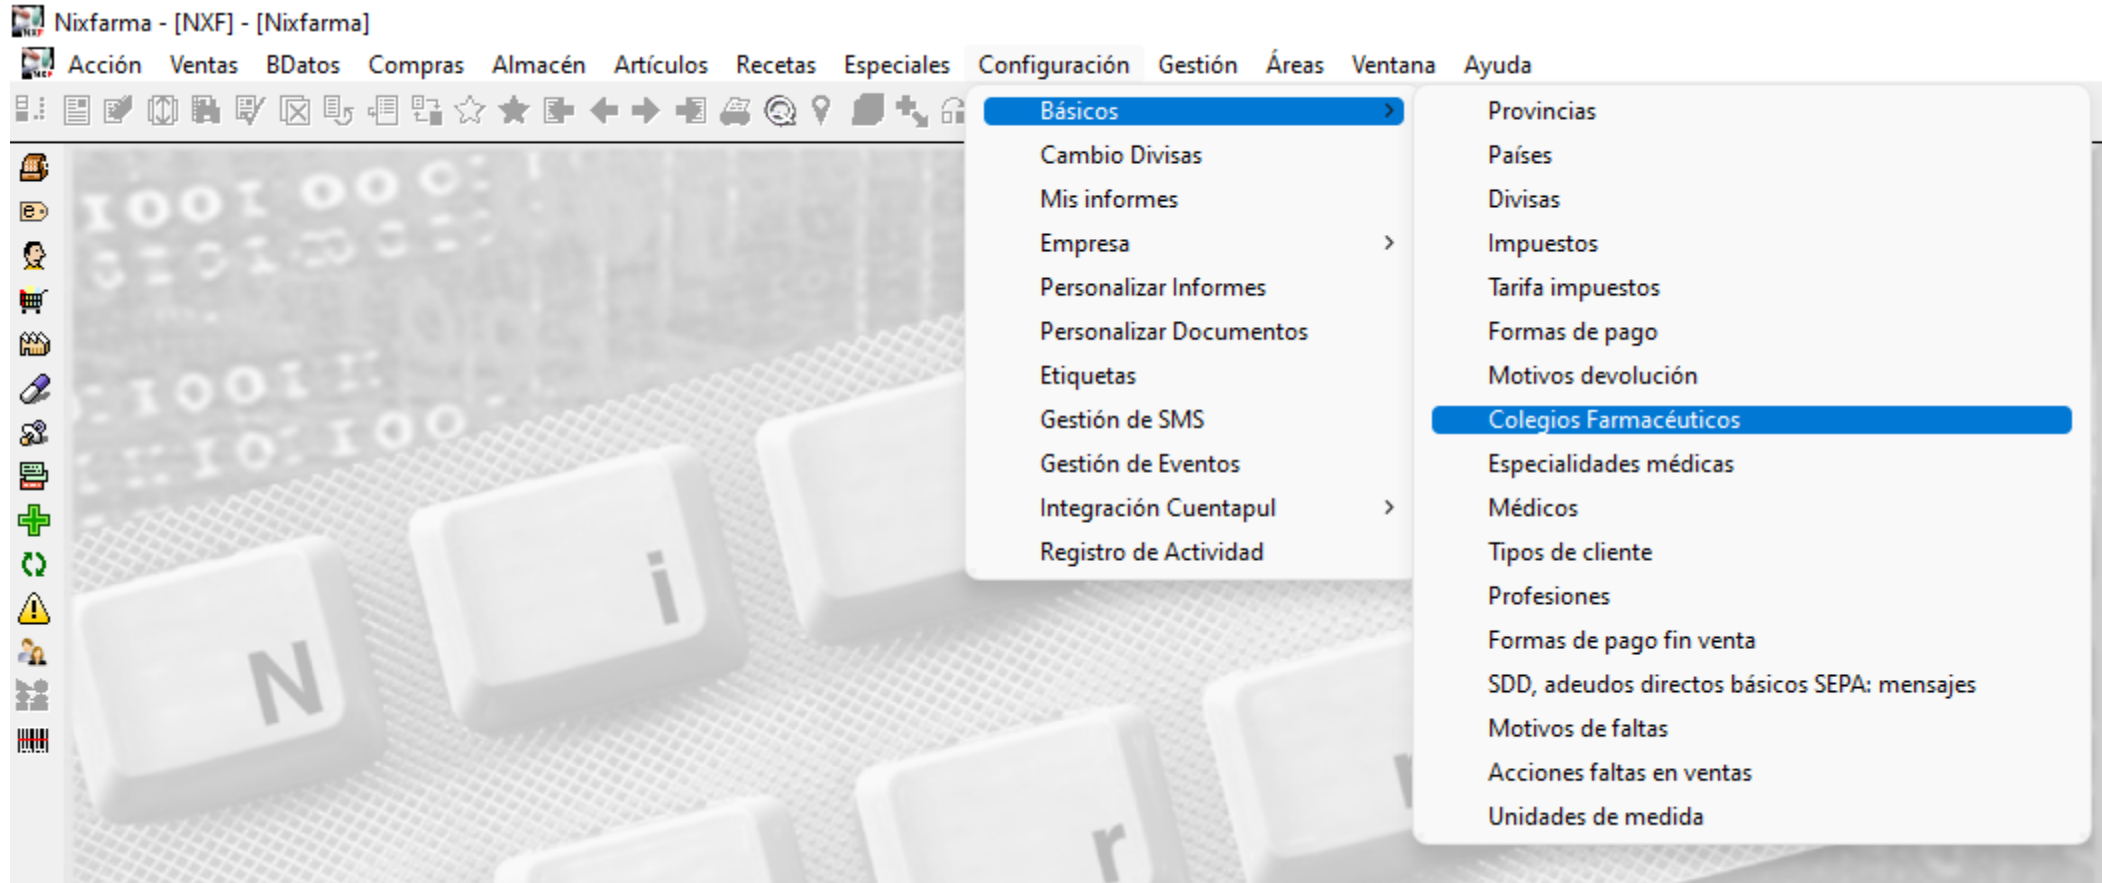 Nixfarma - [NXF] - [Nixfarma]
Acción Ventas BDatos Compras Almacén Artículos Recetas Especiales Configuración Gestión Áreas Ventana Ayuda
Básicos
Cambio Divisas
Mis informes
Empresa
Personalizar Informes
Personalizar Documentos
Etiquetas
Gestión de SMS
Gestión de Eventos
Integración Cuentapul
Registro de Actividad
Provincias
Países
Divisas
Impuestos
Tarifa impuestos
Formas de pago
Motivos devolución
Colegios Farmacéuticos
Especialidades médicas
Médicos
Tipos de cliente
Profesiones
Formas de pago fin venta
SDD, adeudos directos básicos SEPA: mensajes
Motivos de faltas
Acciones faltas en ventas
Unidades de medida
N i
r